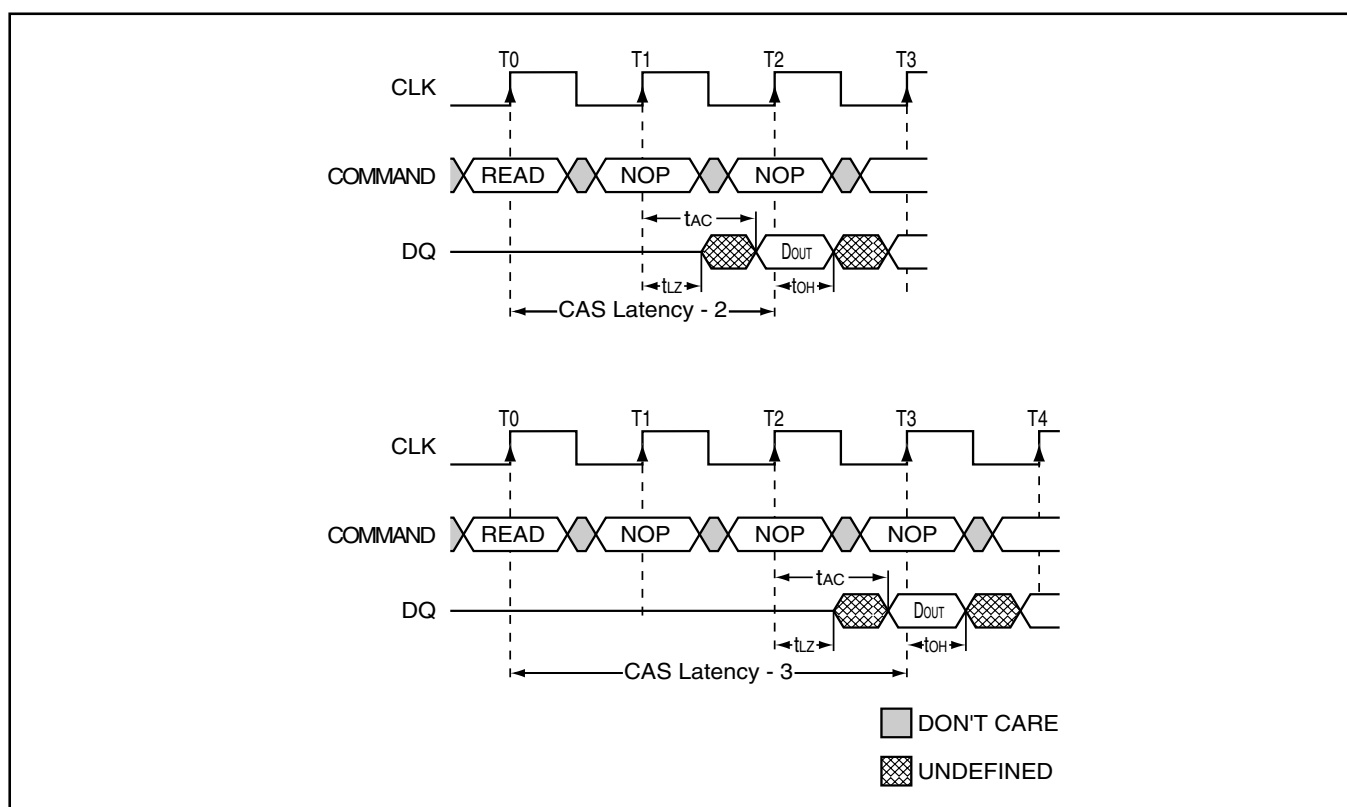 T0 T1 T2 T3
CLK
COMMAND READ NOP NOP
tAC
DQ DOUT
tLZ tOH
CAS Latency - 2
T0 T1 T2 T3 T4
CLK
COMMAND READ NOP NOP NOP
tAC
DQ DOUT
tLZ tOH
CAS Latency - 3
DON'T CARE
UNDEFINED